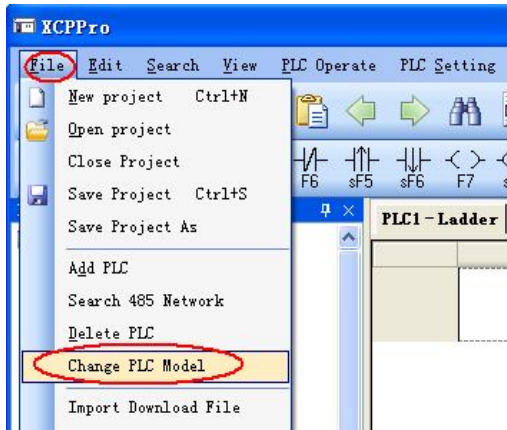 XCPPro
File Edit Search View PLC Operate PLC Setting
New project Ctrl+N
Open project
Close Project
Save Project Ctrl+S
Save Project As
Add PLC
Search 485 Network
Delete PLC
Change PLC Model
Import Download File
F6 sF5 sF6 F7
PLC1-Ladder